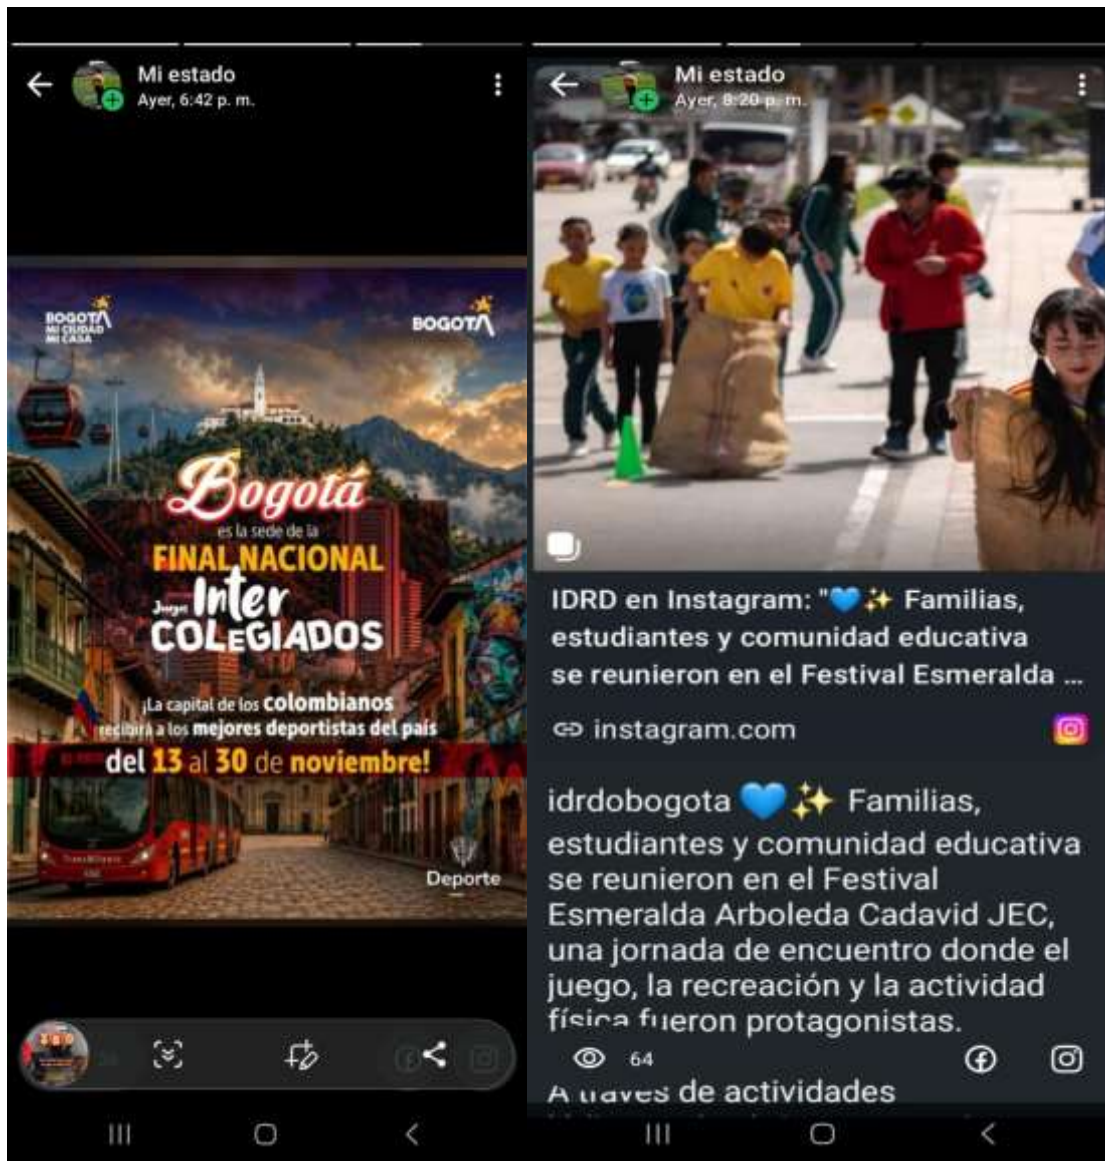 Mi estado
Ayer, 6:42 p. m.
BOGOTÁ
MI CIUDAD
MI CASA
BOGOTÁ
Bogotá
es la sede de la
FINAL NACIONAL
Juegos Inter
COLEGIADOS
¡La capital de los colombianos
recibirá a los mejores deportistas del país
del 13 al 30 de noviembre!
TransMilenio
Deporte
Mi estado
Ayer, 8:20 p. m.
IDRD en Instagram: "💙✨ Familias,
estudiantes y comunidad educativa
se reunieron en el Festival Esmeralda ...
instagram.com
idrdobogota 💙✨ Familias,
estudiantes y comunidad educativa
se reunieron en el Festival
Esmeralda Arboleda Cadavid JEC,
una jornada de encuentro donde el
juego, la recreación y la actividad
física fueron protagonistas.
64
A través de actividades